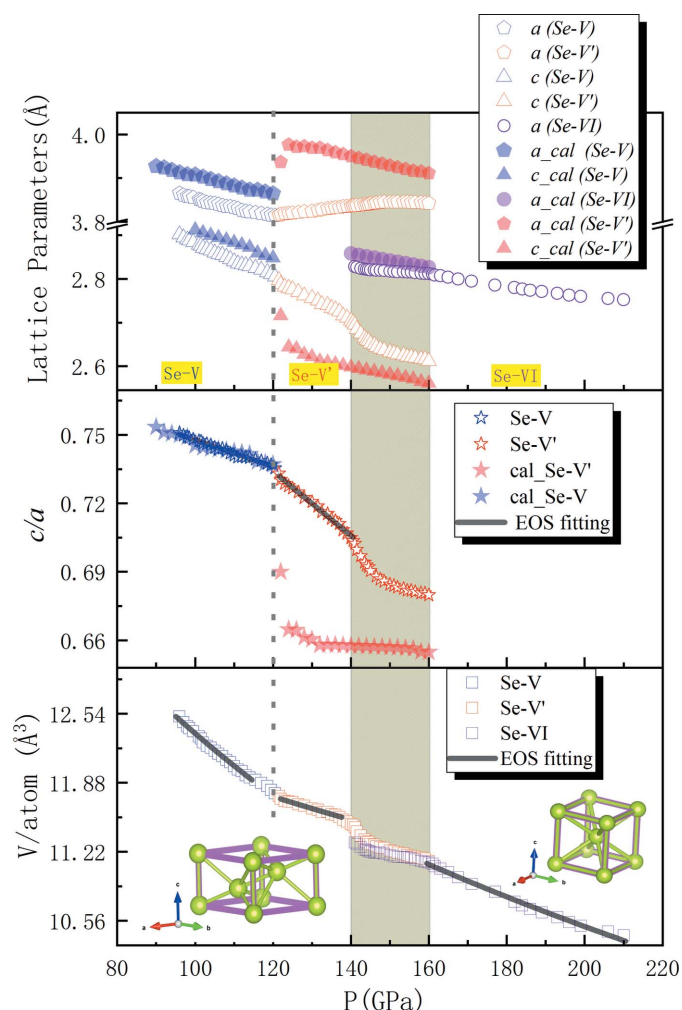 a (Se-V)
a (Se-V')
c (Se-V)
c (Se-V')
a (Se-VI)
a_cal (Se-V)
c_cal (Se-V)
a_cal (Se-VI)
a_cal (Se-V')
c_cal (Se-V')
Lattice Parameters(Å)
4.0
3.8
2.8
2.6
Se-V
Se-V'
Se-VI
c/a
0.75
0.72
0.69
0.66
Se-V
Se-V'
cal_Se-V'
cal_Se-V
EOS fitting
V/atom (Å³)
12.54
11.88
11.22
10.56
Se-V
Se-V'
Se-VI
EOS fitting
c
a
b
c
a
b
80 100 120 140 160 180 200 220
P(GPa)